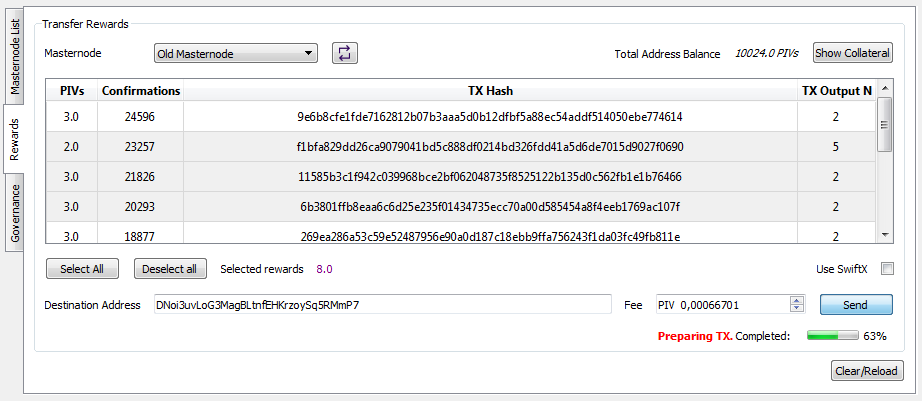 Masternode List
Rewards
Governance
Transfer Rewards
Masternode Old Masternode Total Address Balance 10024.0 PIVs Show Collateral
PIVs Confirmations TX Hash TX Output N
3.0 24596 9e6b8cfe1fde7162812b07b3aaa5d0b12dfbf5a88ec54addf514050ebe774614 2
2.0 23257 f1bfa829dd26ca9079041bd5c888df0214bd326fdd41a5d6de7015d9027f0690 5
3.0 21826 11585b3c1f942c039968bce2bf062048735f8525122b135d0c562fb1e1b76466 2
3.0 20293 6b3801ffb8eaa6c6d25e235f01434735ecc70a00d585454a8f4eeb1769ac107f 2
3.0 18877 269ea286a53c59e52487956e90a0d187c18ebb9ffa756243f1da03fc49fb811e 2
Select All Deselect all Selected rewards 8.0 Use SwiftX
Destination Address DNoi3uvLoG3MagBLtnfEHKrzoySq5RMmP7 Fee PIV 0,00066701 Send
Preparing TX. Completed: 63%
Clear/Reload